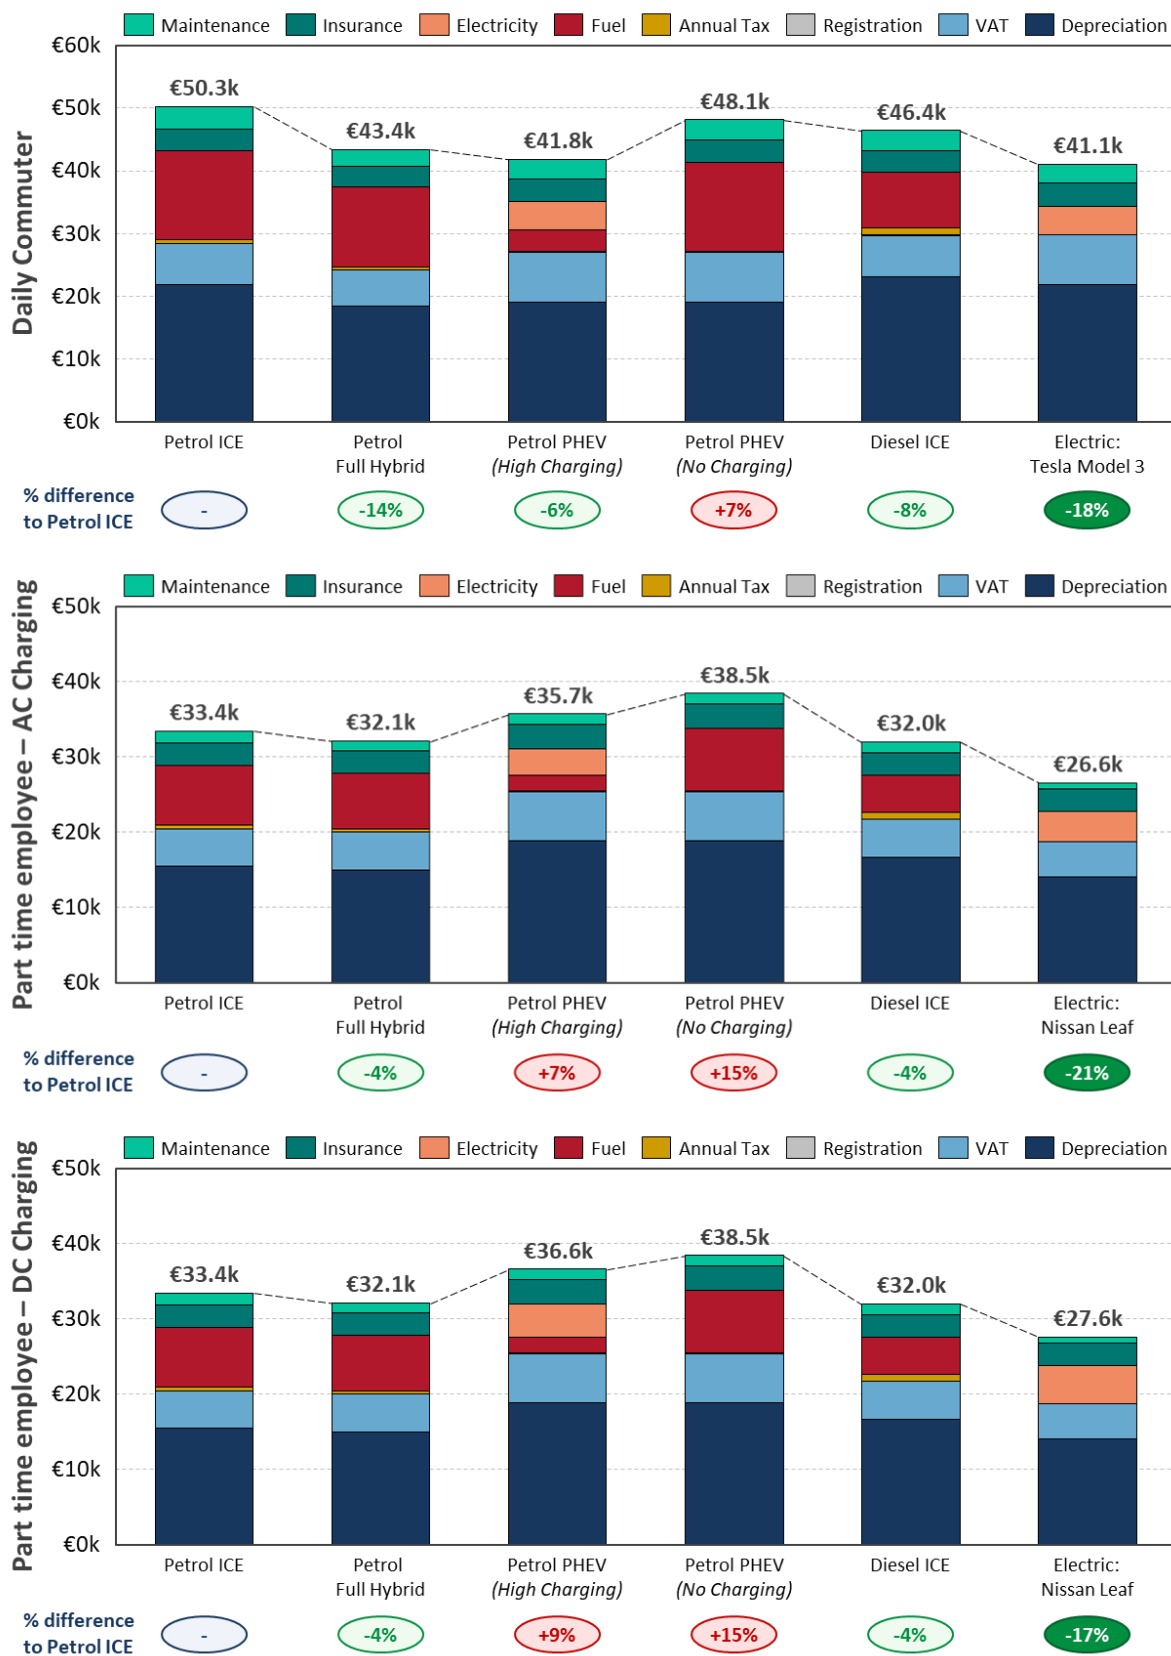 Maintenance Insurance Electricity Fuel Annual Tax Registration VAT Depreciation
Daily Commuter
€60k
€50k
€40k
€30k
€20k
€10k
€0k
€50.3k
€43.4k
€41.8k
€48.1k
€46.4k
€41.1k
Petrol ICE
Petrol
Full Hybrid
Petrol PHEV
(High Charging)
Petrol PHEV
(No Charging)
Diesel ICE
Electric:
Tesla Model 3
% difference
to Petrol ICE
- -14% -6% +7% -8% -18%
Maintenance Insurance Electricity Fuel Annual Tax Registration VAT Depreciation
Part time employee – AC Charging
€50k
€40k
€30k
€20k
€10k
€0k
€33.4k
€32.1k
€35.7k
€38.5k
€32.0k
€26.6k
Petrol ICE
Petrol
Full Hybrid
Petrol PHEV
(High Charging)
Petrol PHEV
(No Charging)
Diesel ICE
Electric:
Nissan Leaf
% difference
to Petrol ICE
- -4% +7% +15% -4% -21%
Maintenance Insurance Electricity Fuel Annual Tax Registration VAT Depreciation
Part time employee – DC Charging
€50k
€40k
€30k
€20k
€10k
€0k
€33.4k
€32.1k
€36.6k
€38.5k
€32.0k
€27.6k
Petrol ICE
Petrol
Full Hybrid
Petrol PHEV
(High Charging)
Petrol PHEV
(No Charging)
Diesel ICE
Electric:
Nissan Leaf
% difference
to Petrol ICE
- -4% +9% +15% -4% -17%